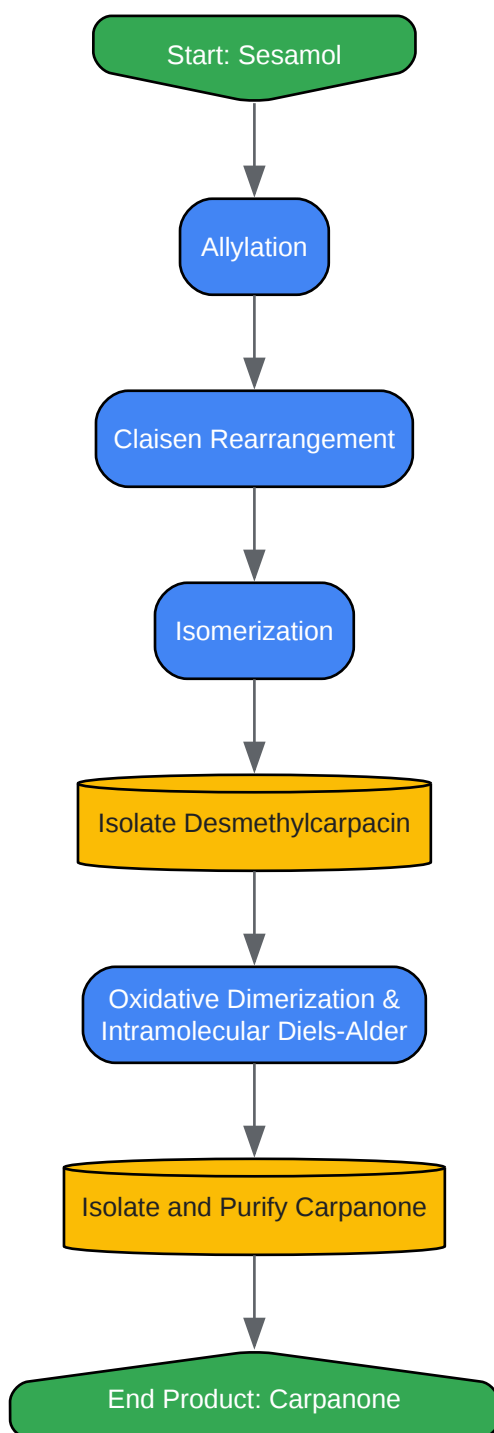 Start: Sesamol
Allylation
Claisen Rearrangement
Isomerization
Isolate Desmethylcarpacin
Oxidative Dimerization &
Intramolecular Diels-Alder
Isolate and Purify Carpanone
End Product: Carpanone